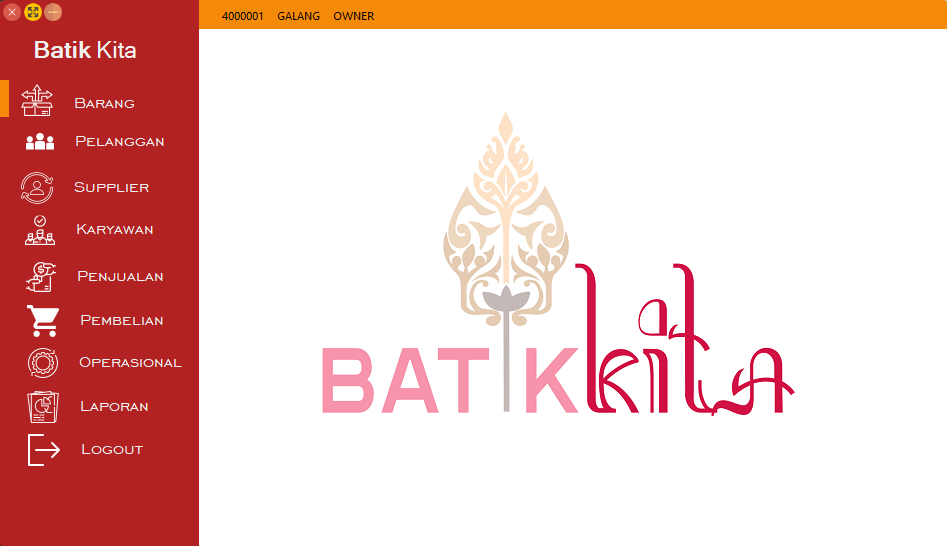 4000001 GALANG OWNER
Batik Kita
Barang
Pelanggan
Supplier
Karyawan
Penjualan
Pembelian
Operasional
Laporan
Logout
BATIK kita